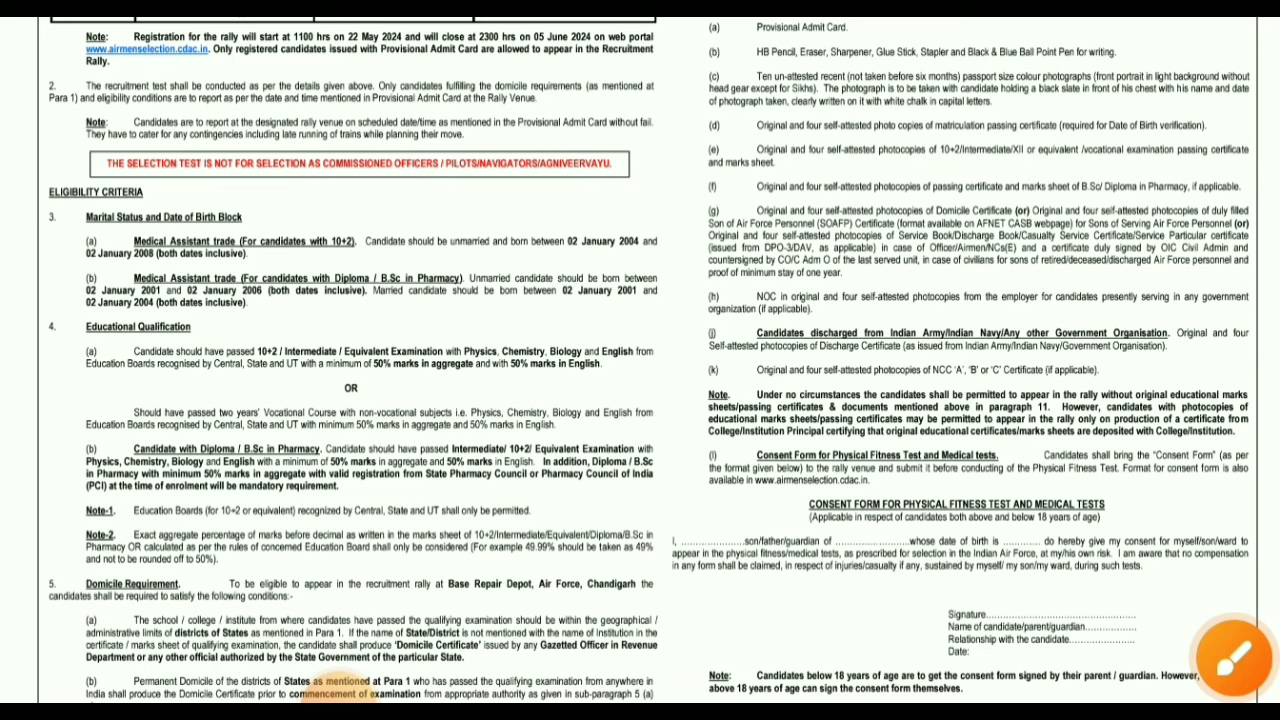 Note: Registration for the rally will start at 1100 hrs on 22 May 2024 and will close at 2300 hrs on 05 June 2024 on web portal
www.airmenselection.cdac.in. Only registered candidates issued with Provisional Admit Card are allowed to appear in the Recruitment
Rally.
2. The recruitment test shall be conducted as per the details given above. Only candidates fulfilling the domicile requirements (as mentioned at
Para 1) and eligibility conditions are to report as per the date and time mentioned in Provisional Admit Card at the Rally Venue.
Note: Candidates are to report at the designated rally venue on scheduled date/time as mentioned in the Provisional Admit Card without fail.
They have to cater for any contingencies including late running of trains while planning their move.
THE SELECTION TEST IS NOT FOR SELECTION AS COMMISSIONED OFFICERS / PILOTS/NAVIGATORS/AGNIVEERVAYU.
ELIGIBILITY CRITERIA
3. Marital Status and Date of Birth Block
(a) Medical Assistant trade (For candidates with 10+2). Candidate should be unmarried and born between 02 January 2004 and
02 January 2008 (both dates inclusive).
(b) Medical Assistant trade (For candidates with Diploma / B.Sc in Pharmacy). Unmarried candidate should be born between
02 January 2001 and 02 January 2006 (both dates inclusive). Married candidate should be born between 02 January 2001 and
02 January 2004 (both dates inclusive).
4. Educational Qualification
(a) Candidate should have passed 10+2 / Intermediate / Equivalent Examination with Physics, Chemistry, Biology and English from
Education Boards recognised by Central, State and UT with a minimum of 50% marks in aggregate and with 50% marks in English.
OR
Should have passed two years' Vocational Course with non-vocational subjects i.e. Physics, Chemistry, Biology and English from
Education Boards recognised by Central, State and UT with minimum 50% marks in aggregate and 50% marks in English.
(b) Candidate with Diploma / B.Sc in Pharmacy. Candidate should have passed Intermediate/ 10+2/ Equivalent Examination with
Physics, Chemistry, Biology and English with a minimum of 50% marks in aggregate and 50% marks in English. In addition, Diploma / B.Sc
in Pharmacy with minimum 50% marks in aggregate with valid registration from State Pharmacy Council or Pharmacy Council of India
(PCI) at the time of enrolment will be mandatory requirement.
Note-1. Education Boards (for 10+2 or equivalent) recognized by Central, State and UT shall only be permitted.
Note-2. Exact aggregate percentage of marks before decimal as written in the marks sheet of 10+2/Intermediate/Equivalent/Diploma/B.Sc in
Pharmacy OR calculated as per the rules of concerned Education Board shall only be considered (For example 49.99% should be taken as 49%
and not to be rounded off to 50%).
5. Domicile Requirement. To be eligible to appear in the recruitment rally at Base Repair Depot, Air Force, Chandigarh the
candidates shall be required to satisfy the following conditions:-
(a) The school / college / institute from where candidates have passed the qualifying examination should be within the geographical /
administrative limits of districts of States as mentioned in Para 1. If the name of State/District is not mentioned with the name of Institution in the
certificate / marks sheet of qualifying examination, the candidate shall produce 'Domicile Certificate' issued by any Gazetted Officer in Revenue
Department or any other official authorized by the State Government of the particular State.
(b) Permanent Domicile of the districts of States as mentioned at Para 1 who has passed the qualifying examination from anywhere in
India shall produce the Domicile Certificate prior to commencement of examination from appropriate authority as given in sub-paragraph 5 (a)
(a) Provisional Admit Card.
(b) HB Pencil, Eraser, Sharpener, Glue Stick, Stapler and Black & Blue Ball Point Pen for writing.
(c) Ten un-attested recent (not taken before six months) passport size colour photographs (front portrait in light background without
head gear except for Sikhs). The photograph is to be taken with candidate holding a black slate in front of his chest with his name and date
of photograph taken, clearly written on it with white chalk in capital letters.
(d) Original and four self-attested photo copies of matriculation passing certificate (required for Date of Birth verification).
(e) Original and four self-attested photocopies of 10+2/Intermediate/XII or equivalent /vocational examination passing certificate
and marks sheet.
(f) Original and four self-attested photocopies of passing certificate and marks sheet of B.Sc/ Diploma in Pharmacy, if applicable.
(g) Original and four self-attested photocopies of Domicile Certificate (or) Original and four self-attested photocopies of duly filled
Son of Air Force Personnel (SOAFP) Certificate (format available on AFNET CASB webpage) for Sons of Serving Air Force Personnel (or)
Original and four self-attested photocopies of Service Book/Discharge Book/Casualty Service Certificate/Service Particular certificate
(issued from DPO-3/DAV, as applicable) in case of Officer/Airmen/NCs(E) and a certificate duly signed by OIC Civil Admin and
countersigned by CO/C Adm O of the last served unit, in case of civilians for sons of retired/deceased/discharged Air Force personnel and
proof of minimum stay of one year.
(h) NOC in original and four self-attested photocopies from the employer for candidates presently serving in any government
organization (if applicable).
(j) Candidates discharged from Indian Army/Indian Navy/Any other Government Organisation. Original and four
Self-attested photocopies of Discharge Certificate (as issued from Indian Army/Indian Navy/Government Organisation).
(k) Original and four self-attested photocopies of NCC 'A', 'B' or 'C' Certificate (if applicable).
Note. Under no circumstances the candidates shall be permitted to appear in the rally without original educational marks
sheets/passing certificates & documents mentioned above in paragraph 11. However, candidates with photocopies of
educational marks sheets/passing certificates may be permitted to appear in the rally only on production of a certificate from
College/Institution Principal certifying that original educational certificates/marks sheets are deposited with College/Institution.
(l) Consent Form for Physical Fitness Test and Medical tests. Candidates shall bring the "Consent Form" (as per
the format given below) to the rally venue and submit it before conducting of the Physical Fitness Test. Format for consent form is also
available in www.airmenselection.cdac.in.
CONSENT FORM FOR PHYSICAL FITNESS TEST AND MEDICAL TESTS
(Applicable in respect of candidates both above and below 18 years of age)
I, ......................son/father/guardian of ........................whose date of birth is ............ do hereby give my consent for myself/son/ward to
appear in the physical fitness/medical tests, as prescribed for selection in the Indian Air Force, at my/his own risk. I am aware that no compensation
in any form shall be claimed, in respect of injuries/casualty if any, sustained by myself/ my son/my ward, during such tests.
Signature................................................
Name of candidate/parent/guardian................
Relationship with the candidate.....................
Date:
Note: Candidates below 18 years of age are to get the consent form signed by their parent / guardian. However,
above 18 years of age can sign the consent form themselves.